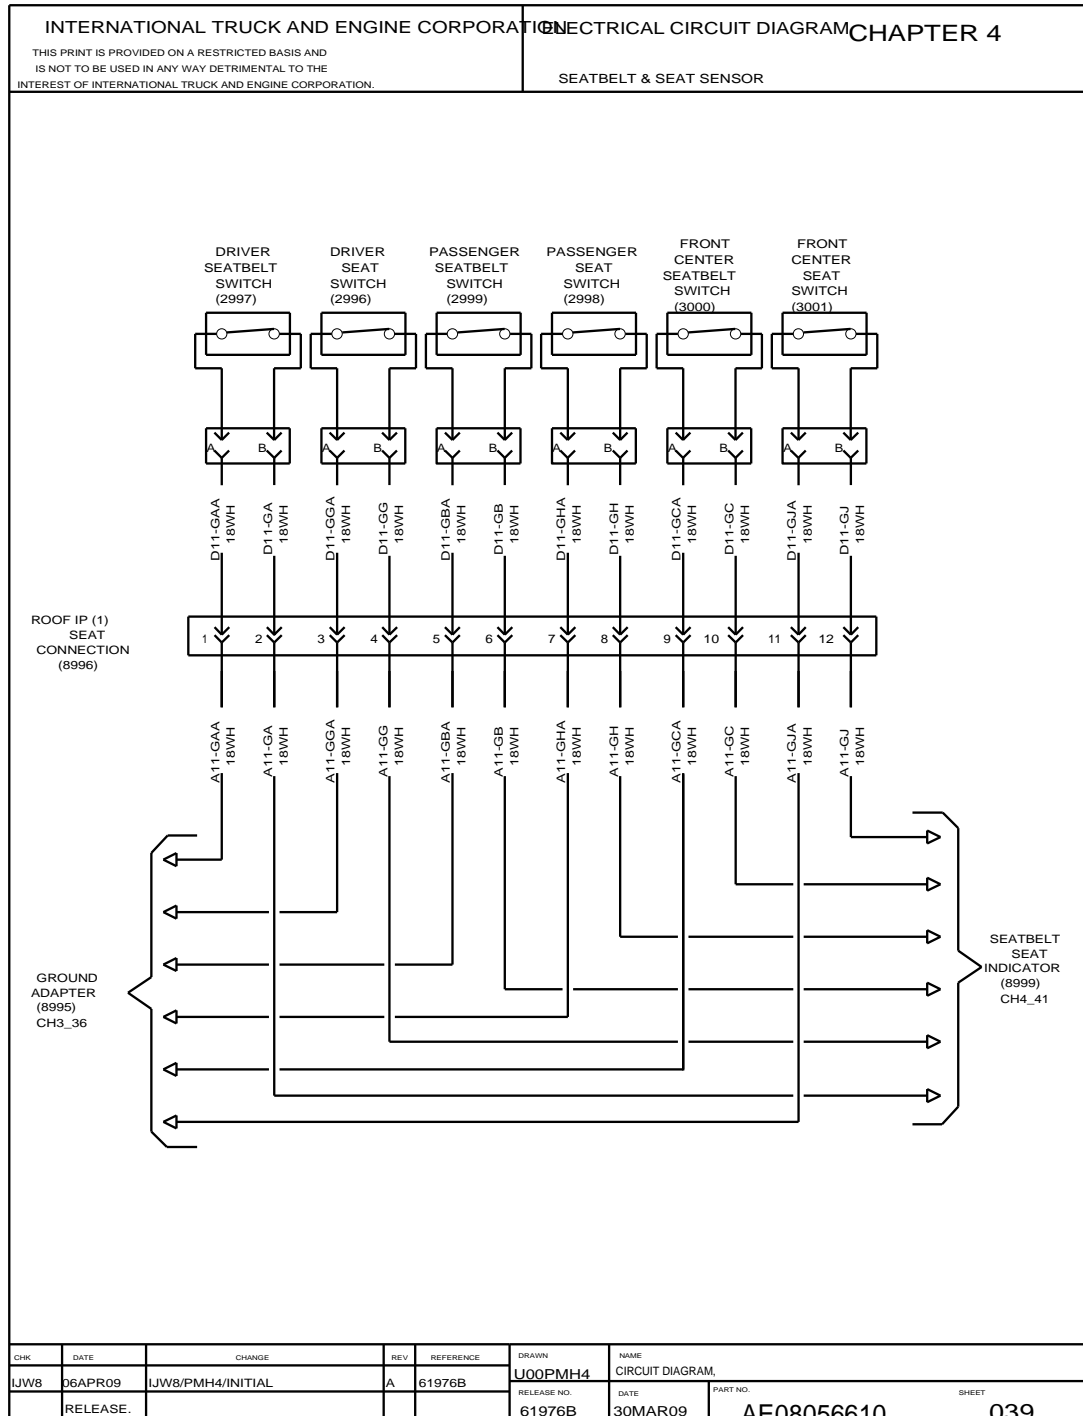 INTERNATIONAL TRUCK AND ENGINE CORPORATION
THIS PRINT IS PROVIDED ON A RESTRICTED BASIS AND
IS NOT TO BE USED IN ANY WAY DETRIMENTAL TO THE
INTEREST OF INTERNATIONAL TRUCK AND ENGINE CORPORATION.
ELECTRICAL CIRCUIT DIAGRAM
CHAPTER 4
SEATBELT & SEAT SENSOR
DRIVER
SEATBELT
SWITCH
(2997)
DRIVER
SEAT
SWITCH
(2996)
PASSENGER
SEATBELT
SWITCH
(2999)
PASSENGER
SEAT
SWITCH
(2998)
FRONT
CENTER
SEATBELT
SWITCH
(3000)
FRONT
CENTER
SEAT
SWITCH
(3001)
A B A B A B A B A B A B
D11-GAA
18WH
D11-GA
18WH
D11-GGA
18WH
D11-GG
18WH
D11-GBA
18WH
D11-GB
18WH
D11-GHA
18WH
D11-GH
18WH
D11-GCA
18WH
D11-GC
18WH
D11-GJA
18WH
D11-GJ
18WH
ROOF IP (1)
SEAT
CONNECTION
(8996)
1 2 3 4 5 6 7 8 9 10 11 12
A11-GAA
18WH
A11-GA
18WH
A11-GGA
18WH
A11-GG
18WH
A11-GBA
18WH
A11-GB
18WH
A11-GHA
18WH
A11-GH
18WH
A11-GCA
18WH
A11-GC
18WH
A11-GJA
18WH
A11-GJ
18WH
GROUND
ADAPTER
(8995)
CH3_36
SEATBELT
SEAT
INDICATOR
(8999)
CH4_41
CHK DATE CHANGE REV REFERENCE
IJW8 06APR09 IJW8/PMH4/INITIAL A 61976B
RELEASE.
DRAWN
U00PMH4
NAME
CIRCUIT DIAGRAM,
RELEASE NO.
61976B
DATE
30MAR09
PART NO.
AE08056610
SHEET
039